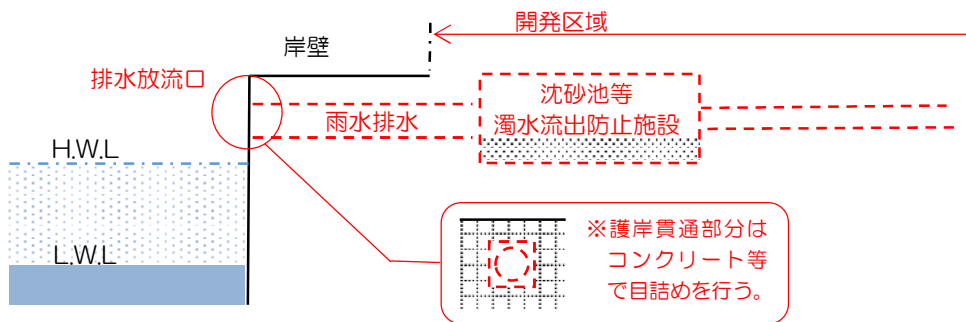 開発区域
岸壁
排水放流口
沈砂池等
雨水排水
濁水流出防止施設
H.W.L
L.W.L
※護岸貫通部分は
コンクリート等
で目詰めを行う。